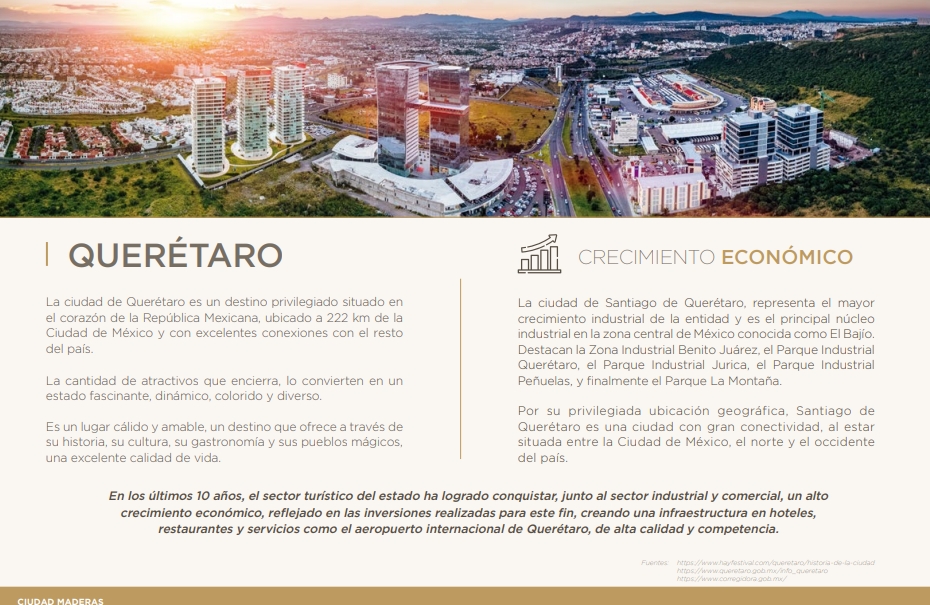 QUERÉTARO
La ciudad de Querétaro es un destino privilegiado situado en
el corazón de la República Mexicana, ubicado a 222 km de la
Ciudad de México y con excelentes conexiones con el resto
del país.
La cantidad de atractivos que encierra, lo convierten en un
estado fascinante, dinámico, colorido y diverso.
Es un lugar cálido y amable, un destino que ofrece a través de
su historia, su cultura, su gastronomía y sus pueblos mágicos,
una excelente calidad de vida.
CRECIMIENTO ECONÓMICO
La ciudad de Santiago de Querétaro, representa el mayor
crecimiento industrial de la entidad y es el principal núcleo
industrial en la zona central de México conocida como El Bajío.
Destacan la Zona Industrial Benito Juárez, el Parque Industrial
Querétaro, el Parque Industrial Jurica, el Parque Industrial
Peñuelas, y finalmente el Parque La Montaña.
Por su privilegiada ubicación geográfica, Santiago de
Querétaro es una ciudad con gran conectividad, al estar
situada entre la Ciudad de México, el norte y el occidente
del país.
En los últimos 10 años, el sector turístico del estado ha logrado conquistar, junto al sector industrial y comercial, un alto
crecimiento económico, reflejado en las inversiones realizadas para este fin, creando una infraestructura en hoteles,
restaurantes y servicios como el aeropuerto internacional de Querétaro, de alta calidad y competencia.
Fuentes https://www.hayfestival.com/queretaro/historia-de-la-ciudad
https://www.queretaro.gob.mx/info_queretaro
https://www.corregidora.gob.mx/
CIUDAD MADERAS